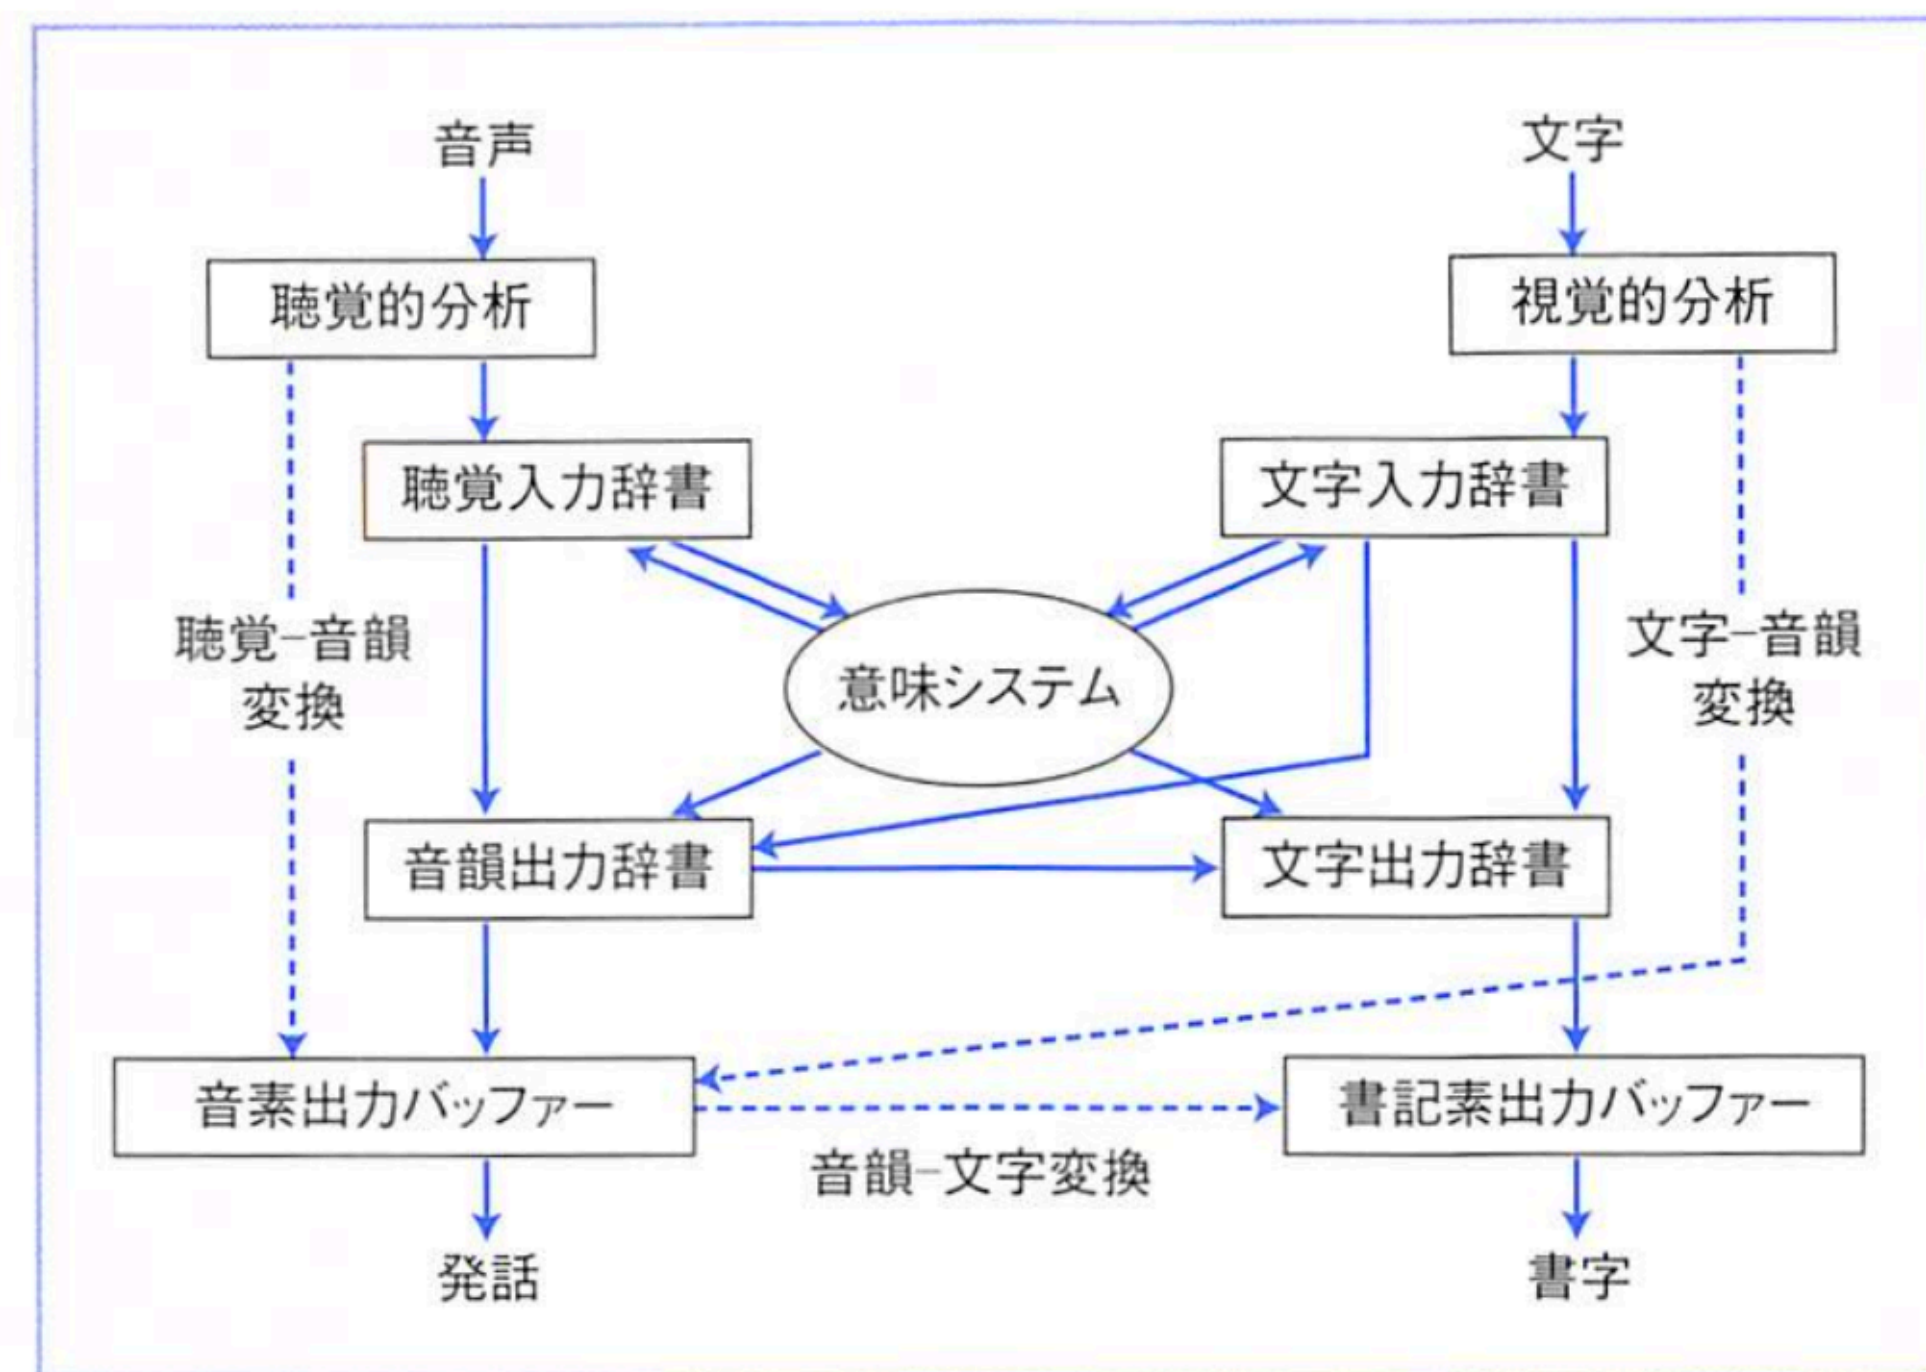 音声
文字
聴覚的分析
視覚的分析
聴覚入力辞書
文字入力辞書
聴覚-音韻
変換
意味システム
文字-音韻
変換
音韻出力辞書
文字出力辞書
音素出力バッファー
書記素出力バッファー
音韻-文字変換
発話
書字